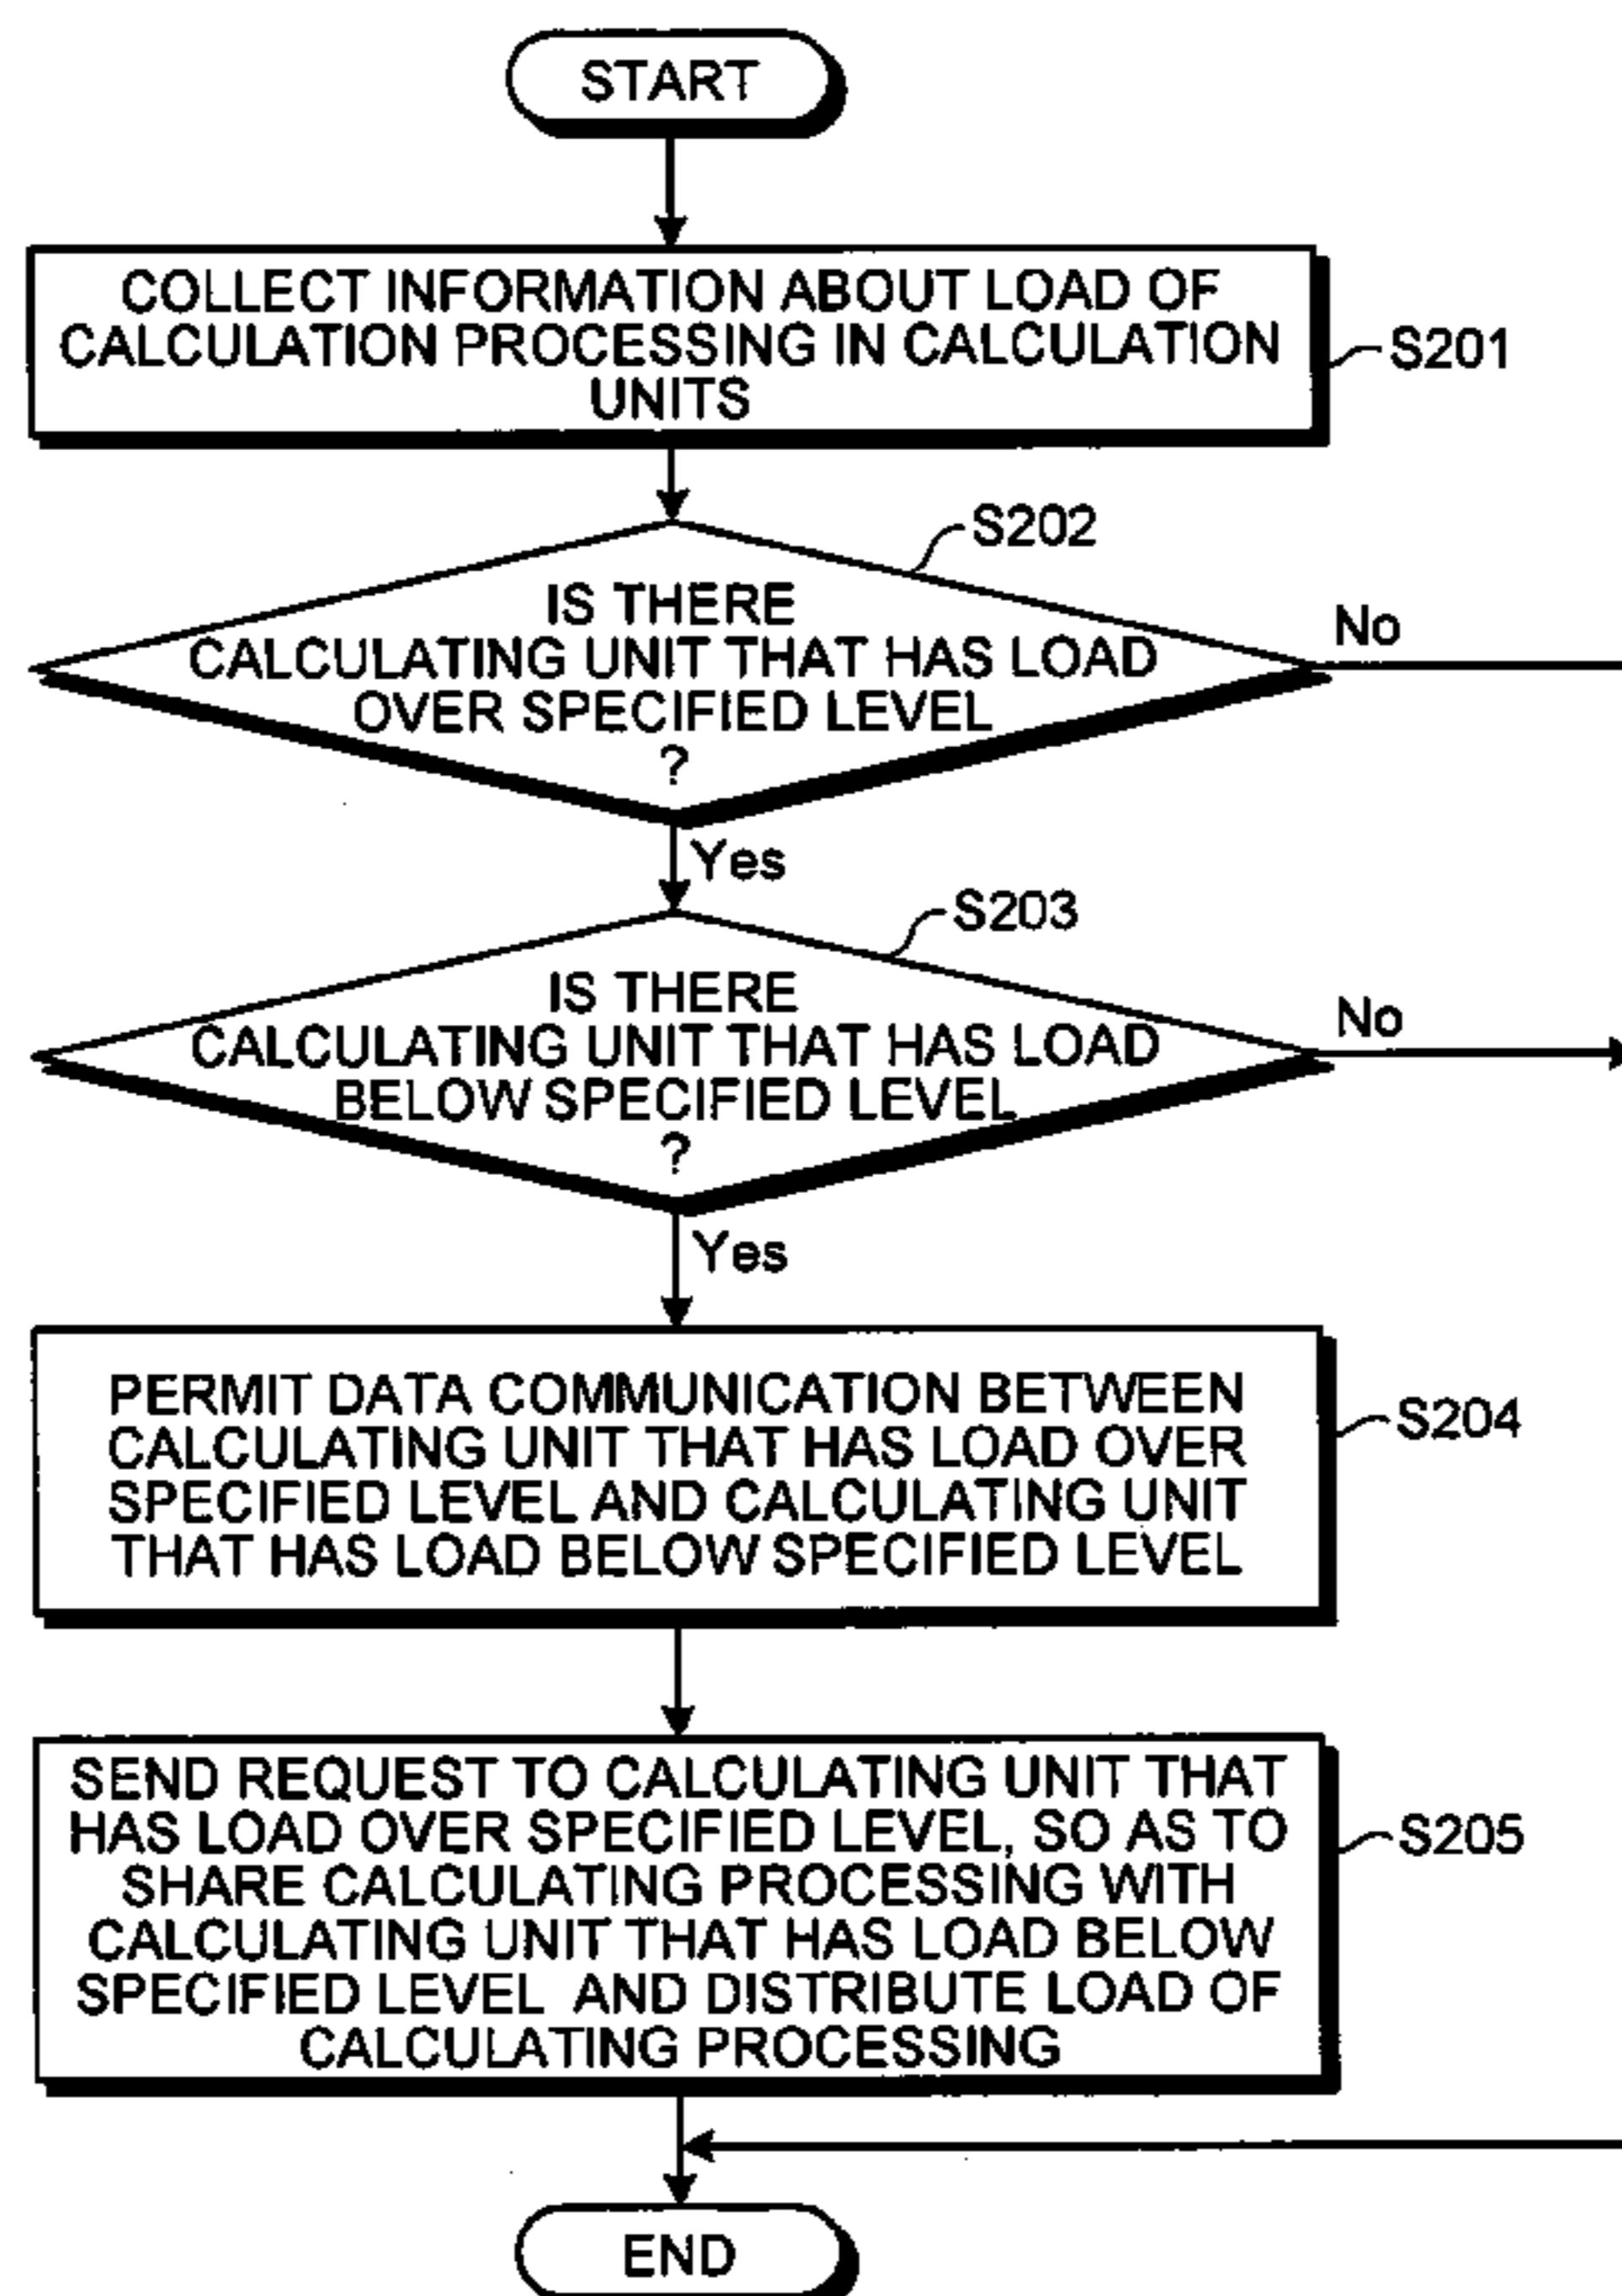 START
COLLECT INFORMATION ABOUT LOAD OF
CALCULATION PROCESSING IN CALCULATION
UNITS
S201
S202
IS THERE
CALCULATING UNIT THAT HAS LOAD
OVER SPECIFIED LEVEL
?
No
Yes
S203
IS THERE
CALCULATING UNIT THAT HAS LOAD
BELOW SPECIFIED LEVEL
?
No
Yes
PERMIT DATA COMMUNICATION BETWEEN
CALCULATING UNIT THAT HAS LOAD OVER
SPECIFIED LEVEL AND CALCULATING UNIT
THAT HAS LOAD BELOW SPECIFIED LEVEL
S204
SEND REQUEST TO CALCULATING UNIT THAT
HAS LOAD OVER SPECIFIED LEVEL, SO AS TO
SHARE CALCULATING PROCESSING WITH
CALCULATING UNIT THAT HAS LOAD BELOW
SPECIFIED LEVEL AND DISTRIBUTE LOAD OF
CALCULATING PROCESSING
S205
END